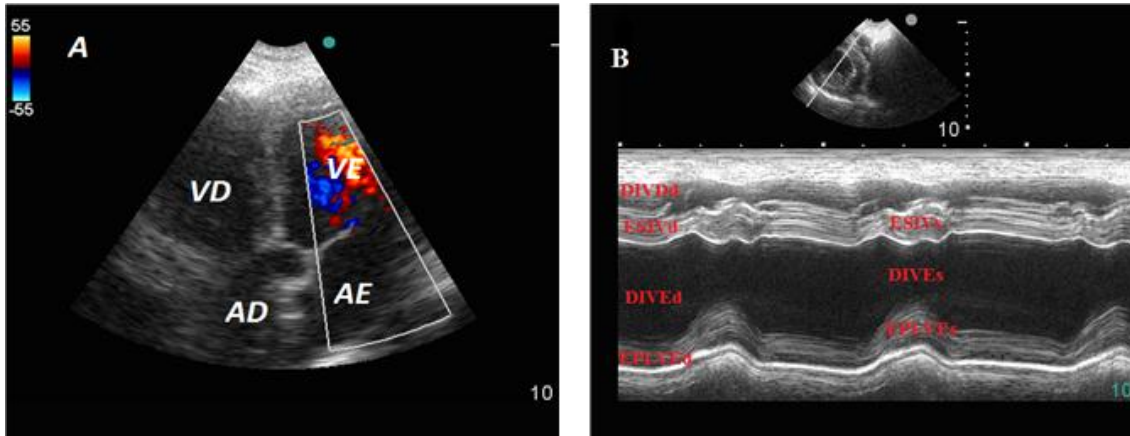 55
-55
A
VD
VE
AD
AE
10
B
10
DIVDd
ESIVd
ESIVs
DIVEs
DIVEd
EPLVEs
EPLVEd
10